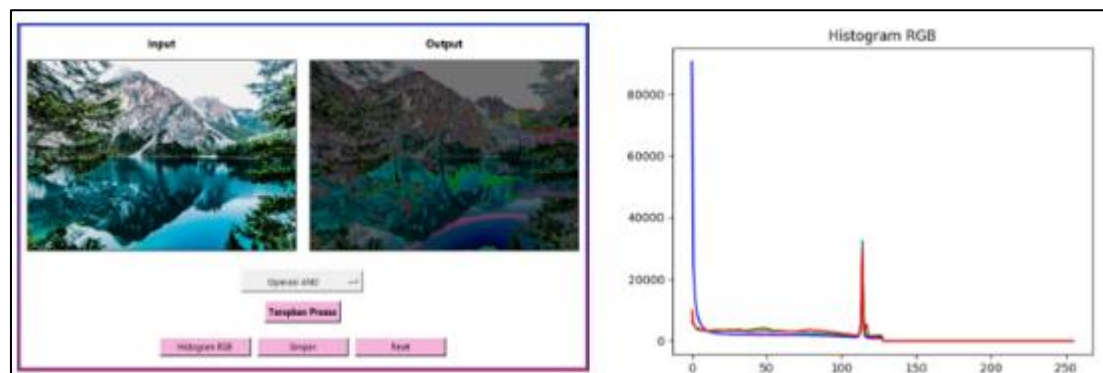 Input
Output
Operasi AND
Terapkan Proses
Histogram RGB
Simpan
Reset
Histogram RGB
80000
60000
40000
20000
0
0 50 100 150 200 250